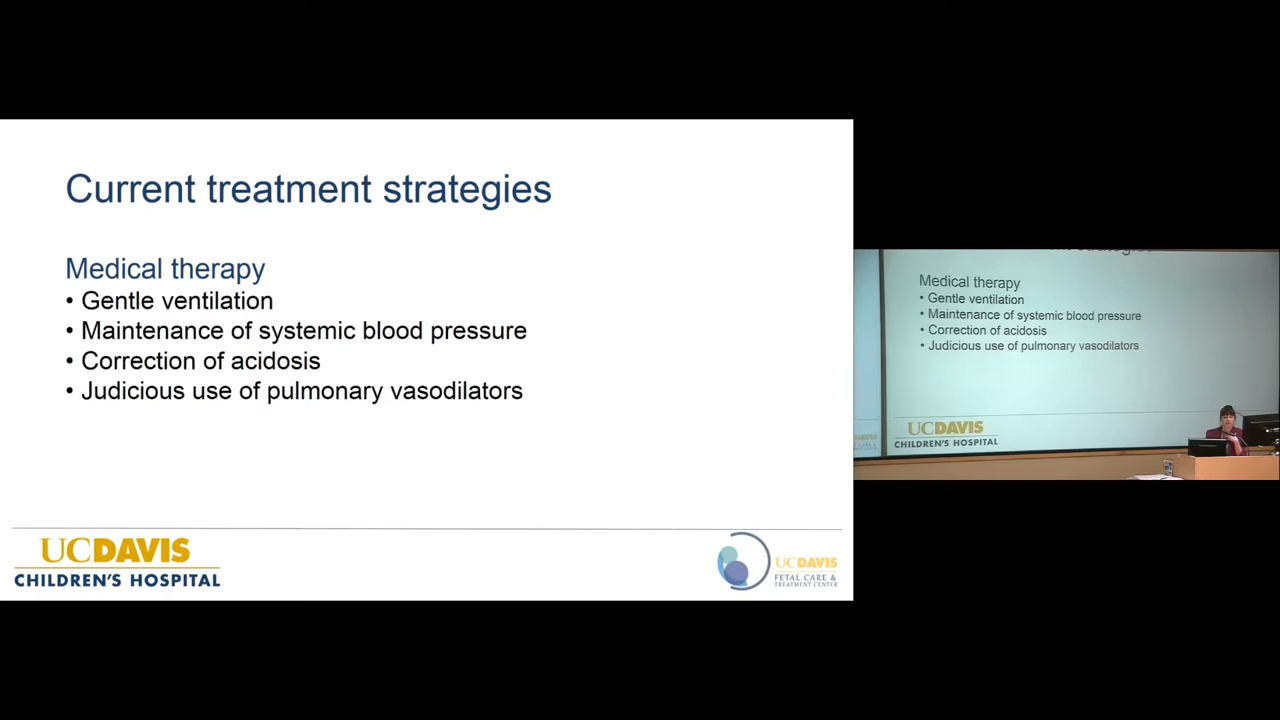 Current treatment strategies
Medical therapy
• Gentle ventilation
• Maintenance of systemic blood pressure
• Correction of acidosis
• Judicious use of pulmonary vasodilators
UCDAVIS
CHILDREN'S HOSPITAL
UCDAVIS
FETAL CARE &
TREATMENT CENTER
Medical therapy
• Gentle ventilation
• Maintenance of systemic blood pressure
• Correction of acidosis
• Judicious use of pulmonary vasodilators
UCDAVIS
CHILDREN'S HOSPITAL